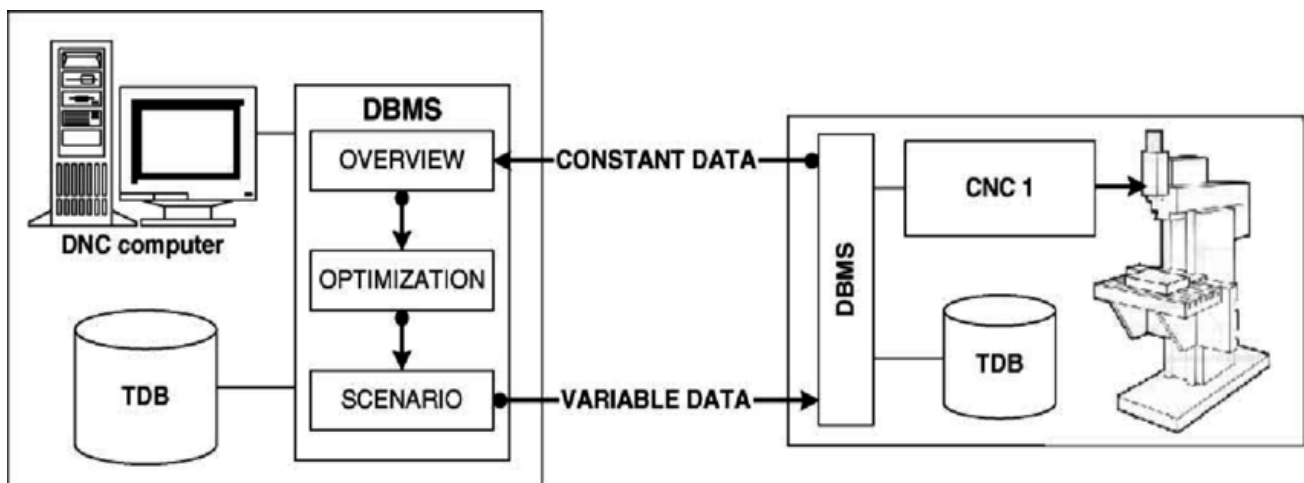 DBMS
OVERVIEW
OPTIMIZATION
SCENARIO
DNC computer
TDB
CONSTANT DATA
VARIABLE DATA
DBMS
CNC 1
TDB